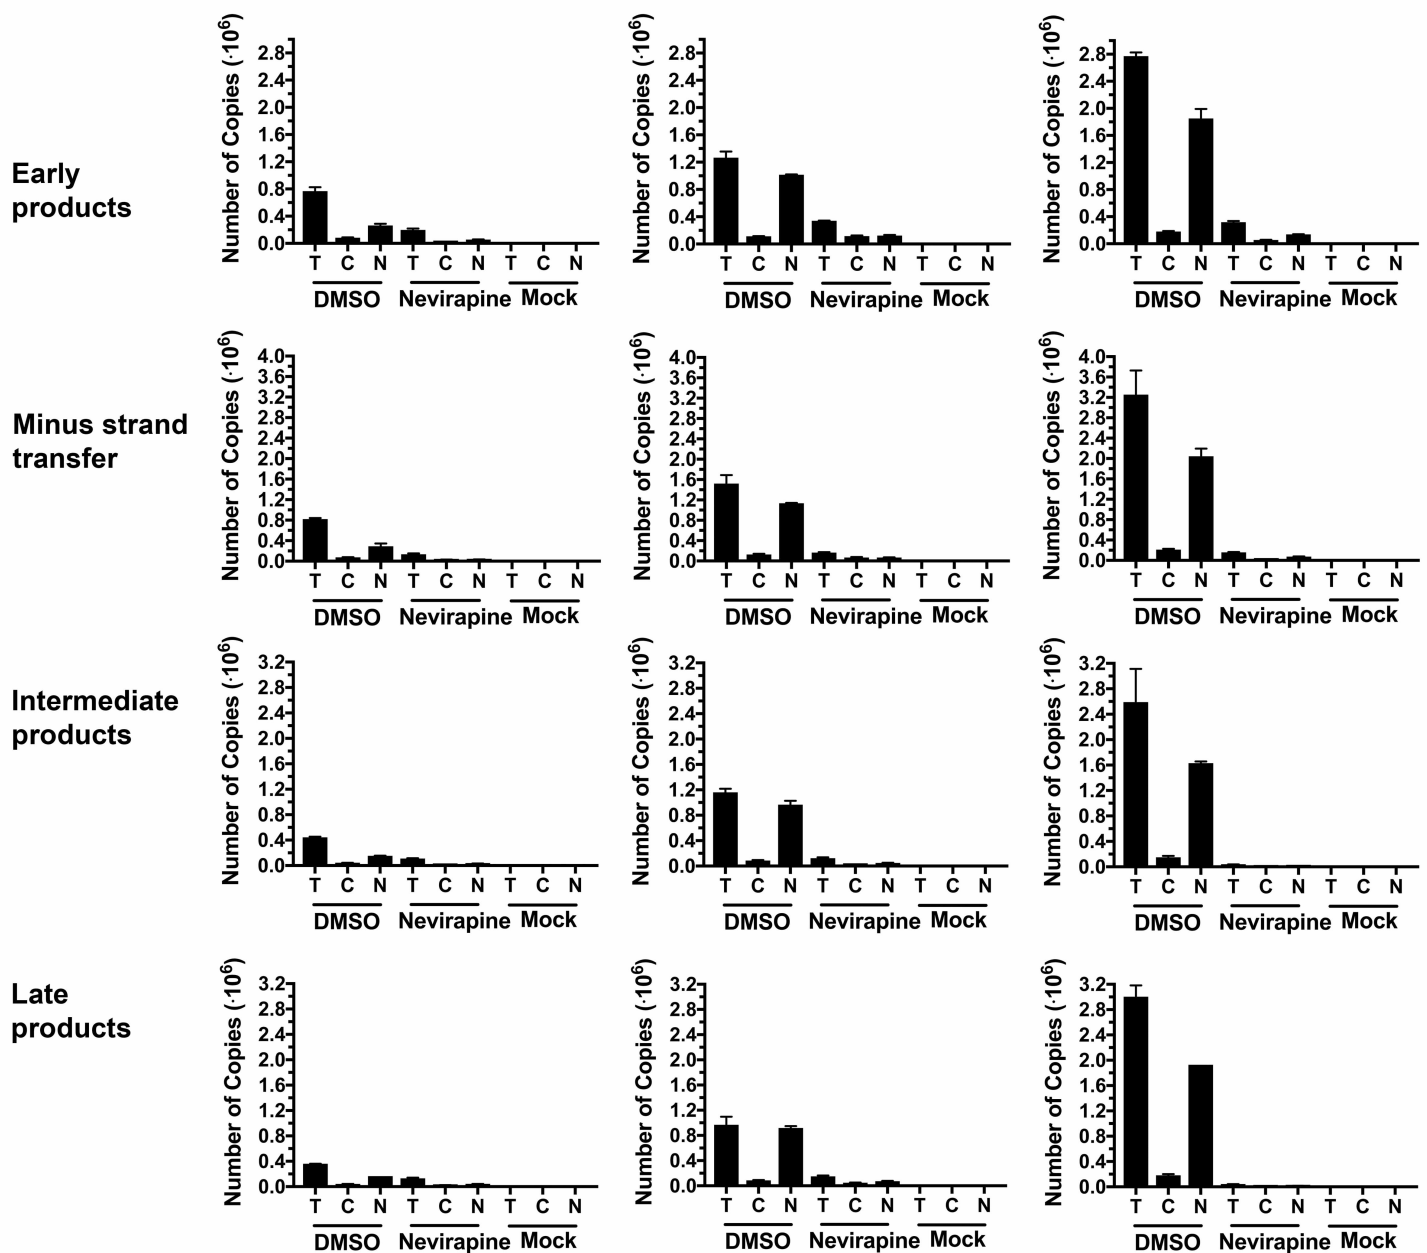 Early
products
Number of Copies (·10⁶)
2.8
2.4
2.0
1.6
1.2
0.8
0.4
0.0
T C N T C N T C N
DMSO Nevirapine Mock
Number of Copies (·10⁶)
2.8
2.4
2.0
1.6
1.2
0.8
0.4
0.0
T C N T C N T C N
DMSO Nevirapine Mock
Number of Copies (·10⁶)
2.8
2.4
2.0
1.6
1.2
0.8
0.4
0.0
T C N T C N T C N
DMSO Nevirapine Mock
Minus strand
transfer
Number of Copies (·10⁶)
4.0
3.6
3.2
2.8
2.4
2.0
1.6
1.2
0.8
0.4
0.0
T C N T C N T C N
DMSO Nevirapine Mock
Number of Copies (·10⁶)
4.0
3.6
3.2
2.8
2.4
2.0
1.6
1.2
0.8
0.4
0.0
T C N T C N T C N
DMSO Nevirapine Mock
Number of Copies (·10⁶)
4.0
3.6
3.2
2.8
2.4
2.0
1.6
1.2
0.8
0.4
0.0
T C N T C N T C N
DMSO Nevirapine Mock
Intermediate
products
Number of Copies (·10⁶)
3.2
2.8
2.4
2.0
1.6
1.2
0.8
0.4
0.0
T C N T C N T C N
DMSO Nevirapine Mock
Number of Copies (·10⁶)
3.2
2.8
2.4
2.0
1.6
1.2
0.8
0.4
0.0
T C N T C N T C N
DMSO Nevirapine Mock
Number of Copies (·10⁶)
3.2
2.8
2.4
2.0
1.6
1.2
0.8
0.4
0.0
T C N T C N T C N
DMSO Nevirapine Mock
Late
products
Number of Copies (·10⁶)
3.2
2.8
2.4
2.0
1.6
1.2
0.8
0.4
0.0
T C N T C N T C N
DMSO Nevirapine Mock
Number of Copies (·10⁶)
3.2
2.8
2.4
2.0
1.6
1.2
0.8
0.4
0.0
T C N T C N T C N
DMSO Nevirapine Mock
Number of Copies (·10⁶)
3.2
2.8
2.4
2.0
1.6
1.2
0.8
0.4
0.0
T C N T C N T C N
DMSO Nevirapine Mock